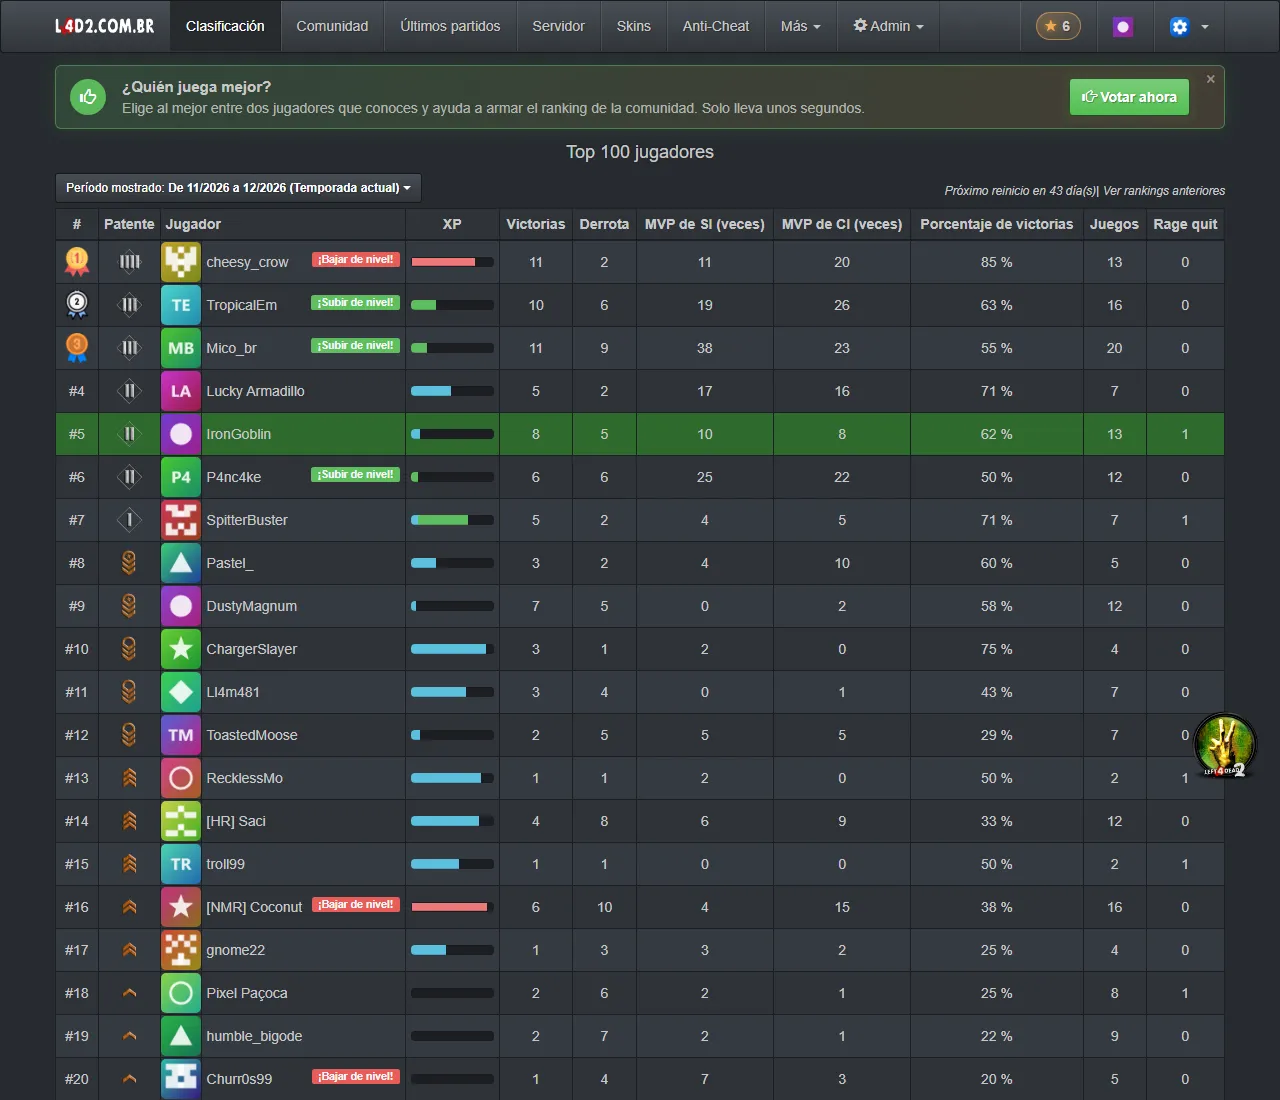 L4D2.COM.BR Clasificación Comunidad Últimos partidos Servidor Skins Anti-Cheat Más Admin 6
¿Quién juega mejor?
Elige al mejor entre dos jugadores que conoces y ayuda a armar el ranking de la comunidad. Solo lleva unos segundos.
Votar ahora
×
Top 100 jugadores
Período mostrado: De 11/2026 a 12/2026 (Temporada actual)
Próximo reinicio en 43 día(s)| Ver rankings anteriores
# Patente Jugador XP Victorias Derrota MVP de SI (veces) MVP de CI (veces) Porcentaje de victorias Juegos Rage quit
1 cheesy_crow ¡Bajar de nivel! 11 2 11 20 85 % 13 0
2 TE TropicalEm ¡Subir de nivel! 10 6 19 26 63 % 16 0
3 MB Mico_br ¡Subir de nivel! 11 9 38 23 55 % 20 0
#4 LA Lucky Armadillo 5 2 17 16 71 % 7 0
#5 IronGoblin 8 5 10 8 62 % 13 1
#6 P4 P4nc4ke ¡Subir de nivel! 6 6 25 22 50 % 12 0
#7 SpitterBuster 5 2 4 5 71 % 7 1
#8 Pastel_ 3 2 4 10 60 % 5 0
#9 DustyMagnum 7 5 0 2 58 % 12 0
#10 ChargerSlayer 3 1 2 0 75 % 4 0
#11 Ll4m481 3 4 0 1 43 % 7 0
#12 TM ToastedMoose 2 5 5 5 29 % 7 0
LEFT 4 DEAD 2
#13 RecklessMo 1 1 2 0 50 % 2 1
#14 [HR] Saci 4 8 6 9 33 % 12 0
#15 TR troll99 1 1 0 0 50 % 2 1
#16 [NMR] Coconut ¡Bajar de nivel! 6 10 4 15 38 % 16 0
#17 gnome22 1 3 3 2 25 % 4 0
#18 Pixel Paçoca 2 6 2 1 25 % 8 1
#19 humble_bigode 2 7 2 1 22 % 9 0
#20 Churr0s99 ¡Bajar de nivel! 1 4 7 3 20 % 5 0